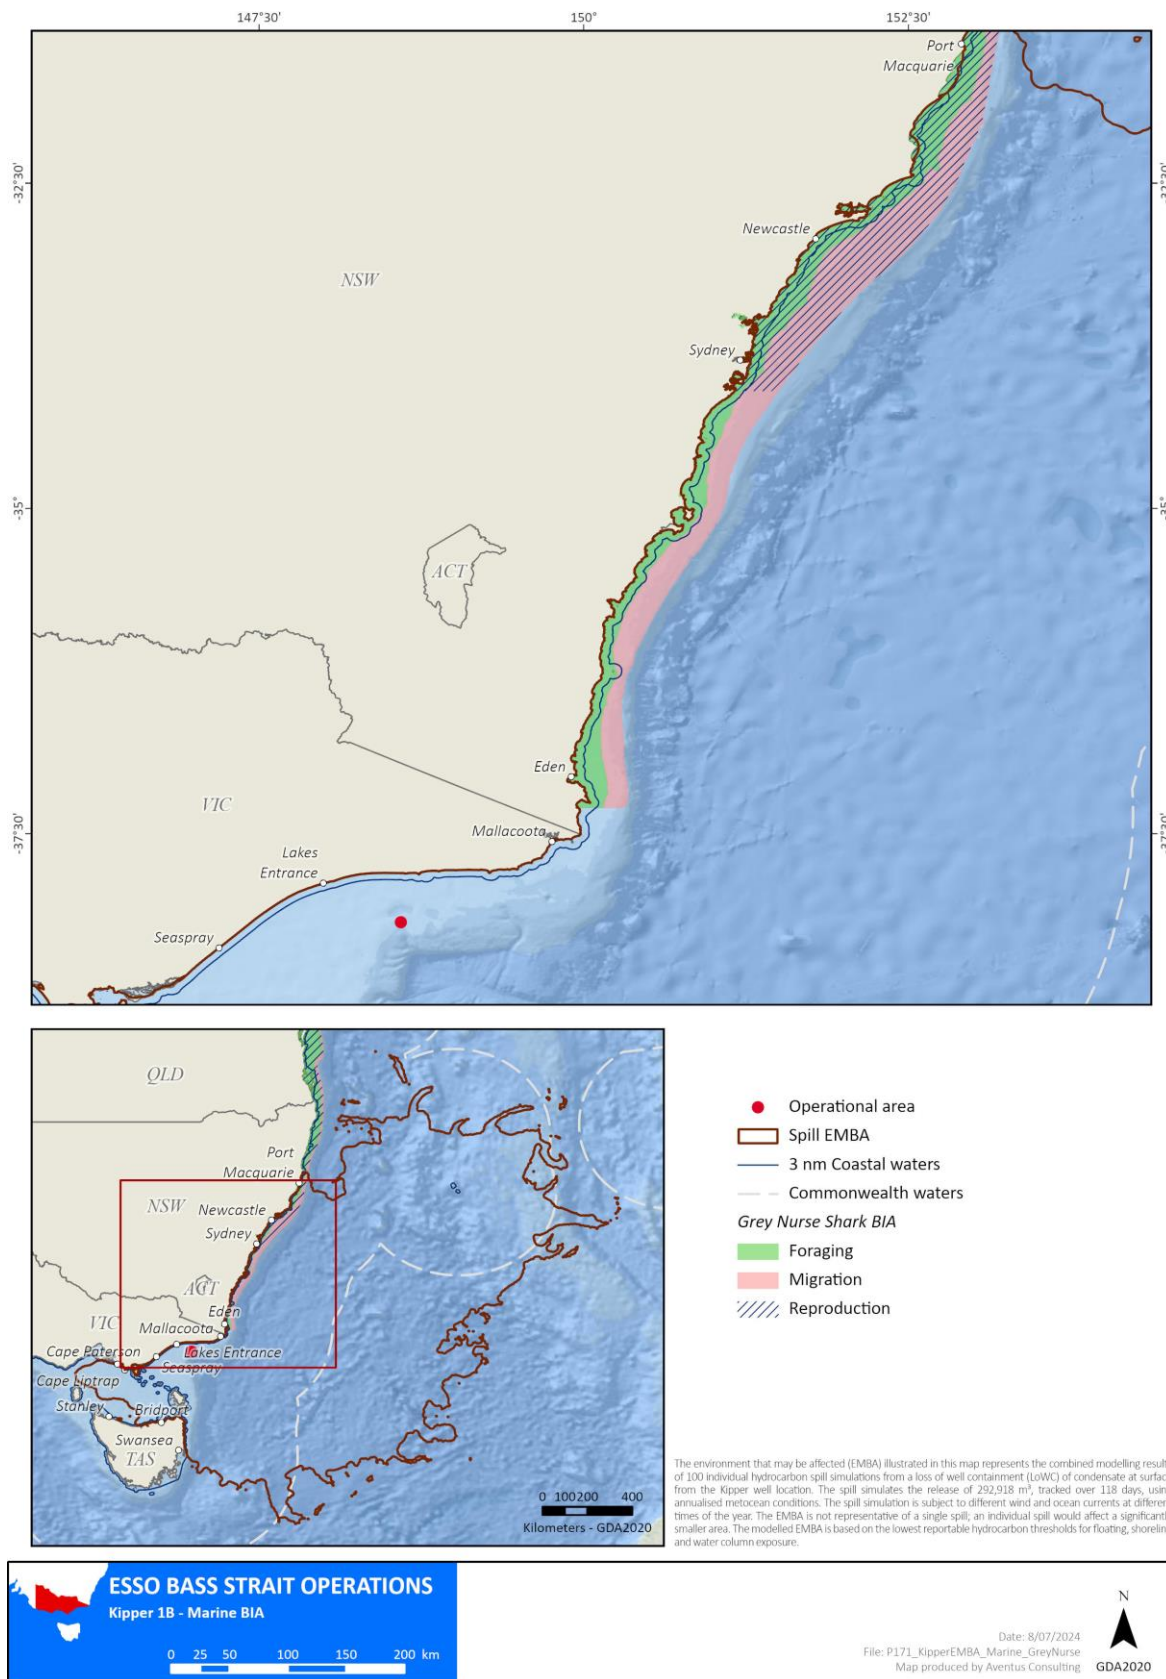 147°30'
150°
152°30'
Port
Macquarie
-32°30'
-32°30'
Newcastle
NSW
Sydney
-35°
-35°
ACT
Eden
VIC
Mallacoota
-37°30'
-37°30'
Lakes
Entrance
Seaspray
QLD
Port
Macquarie
NSW
Newcastle
Sydney
ACT
Eden
VIC
Mallacoota
Cape Paterson
Lakes Entrance
Seaspray
Cape Liptrap
Stanley
Bridport
Swansea
TAS
0 100200 400
Kilometers - GDA2020
Operational area
Spill EMBA
3 nm Coastal waters
Commonwealth waters
Grey Nurse Shark BIA
Foraging
Migration
Reproduction
The environment that may be affected (EMBA) illustrated in this map represents the combined modelling result
of 100 individual hydrocarbon spill simulations from a loss of well containment (LoWC) of condensate at surfac
from the Kipper well location. The spill simulates the release of 292,918 m³, tracked over 118 days, usin
annualised metocean conditions. The spill simulation is subject to different wind and ocean currents at differen
times of the year. The EMBA is not representative of a single spill; an individual spill would affect a significantl
smaller area. The modelled EMBA is based on the lowest reportable hydrocarbon thresholds for floating, shorelin
and water column exposure.
ESSO BASS STRAIT OPERATIONS
Kipper 1B - Marine BIA
0 25 50 100 150 200 km
N
Date: 8/07/2024
File: P171_KipperEMBA_Marine_GreyNurse
Map produced by Aventus Consulting
GDA2020